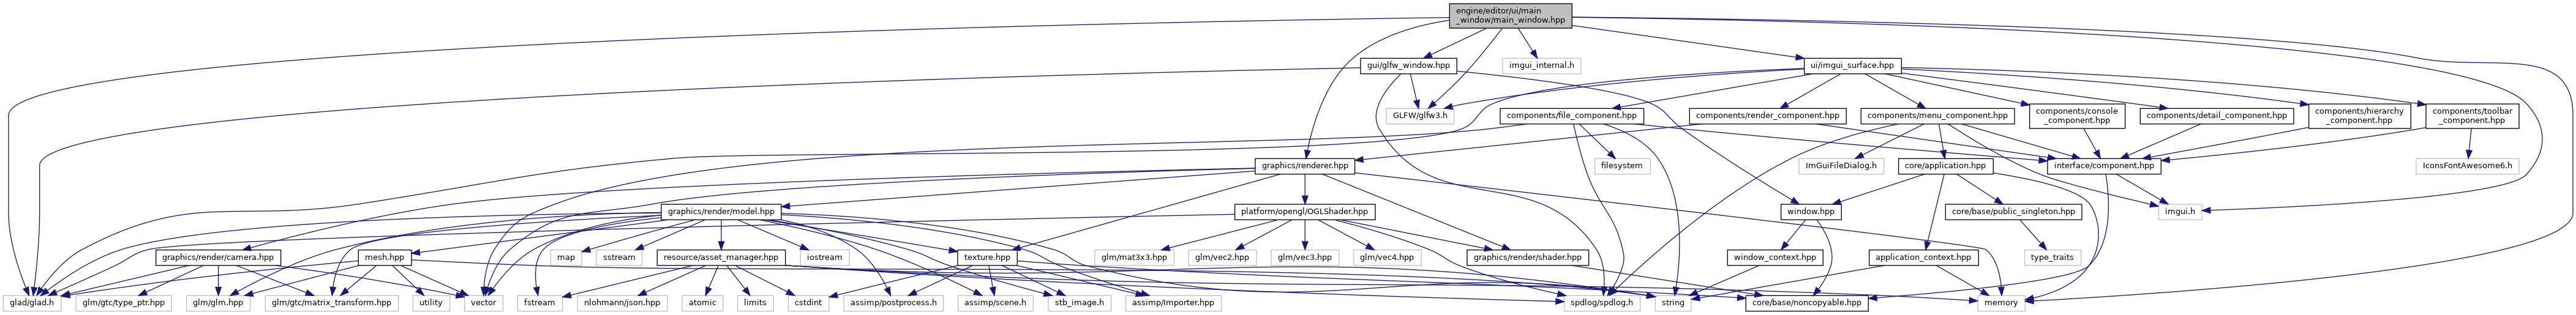 engine/editor/ui/main
_window/main_window.hpp
gui/glfw_window.hpp
imgui_internal.h
ui/imgui_surface.hpp
GLFW/glfw3.h
components/file_component.hpp
components/render_component.hpp
components/menu_component.hpp
components/console
_component.hpp
components/detail_component.hpp
components/hierarchy
_component.hpp
components/toolbar
_component.hpp
graphics/renderer.hpp
filesystem
ImGuiFileDialog.h
core/application.hpp
interface/component.hpp
IconsFontAwesome6.h
graphics/render/model.hpp
platform/opengl/OGLShader.hpp
window.hpp
core/base/public_singleton.hpp
imgui.h
graphics/render/camera.hpp
mesh.hpp
map
sstream
resource/asset_manager.hpp
iostream
texture.hpp
glm/mat3x3.hpp
glm/vec2.hpp
glm/vec3.hpp
glm/vec4.hpp
graphics/render/shader.hpp
window_context.hpp
application_context.hpp
type_traits
glad/glad.h
glm/gtc/type_ptr.hpp
glm/glm.hpp
glm/gtc/matrix_transform.hpp
utility
vector
fstream
nlohmann/json.hpp
atomic
limits
cstdint
assimp/postprocess.h
assimp/scene.h
stb_image.h
assimp/Importer.hpp
spdlog/spdlog.h
string
core/base/noncopyable.hpp
memory